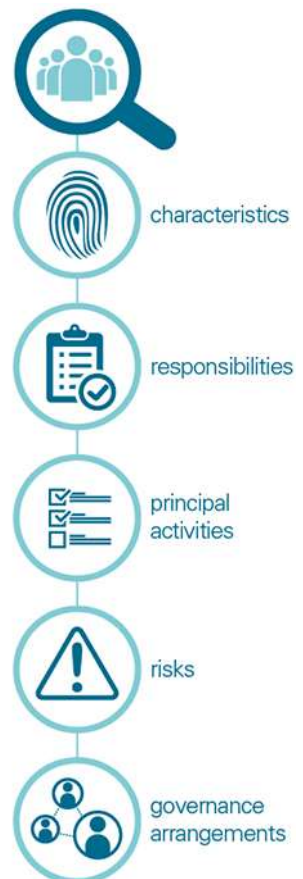 characteristics
responsibilities
principal
activities
risks
governance
arrangements